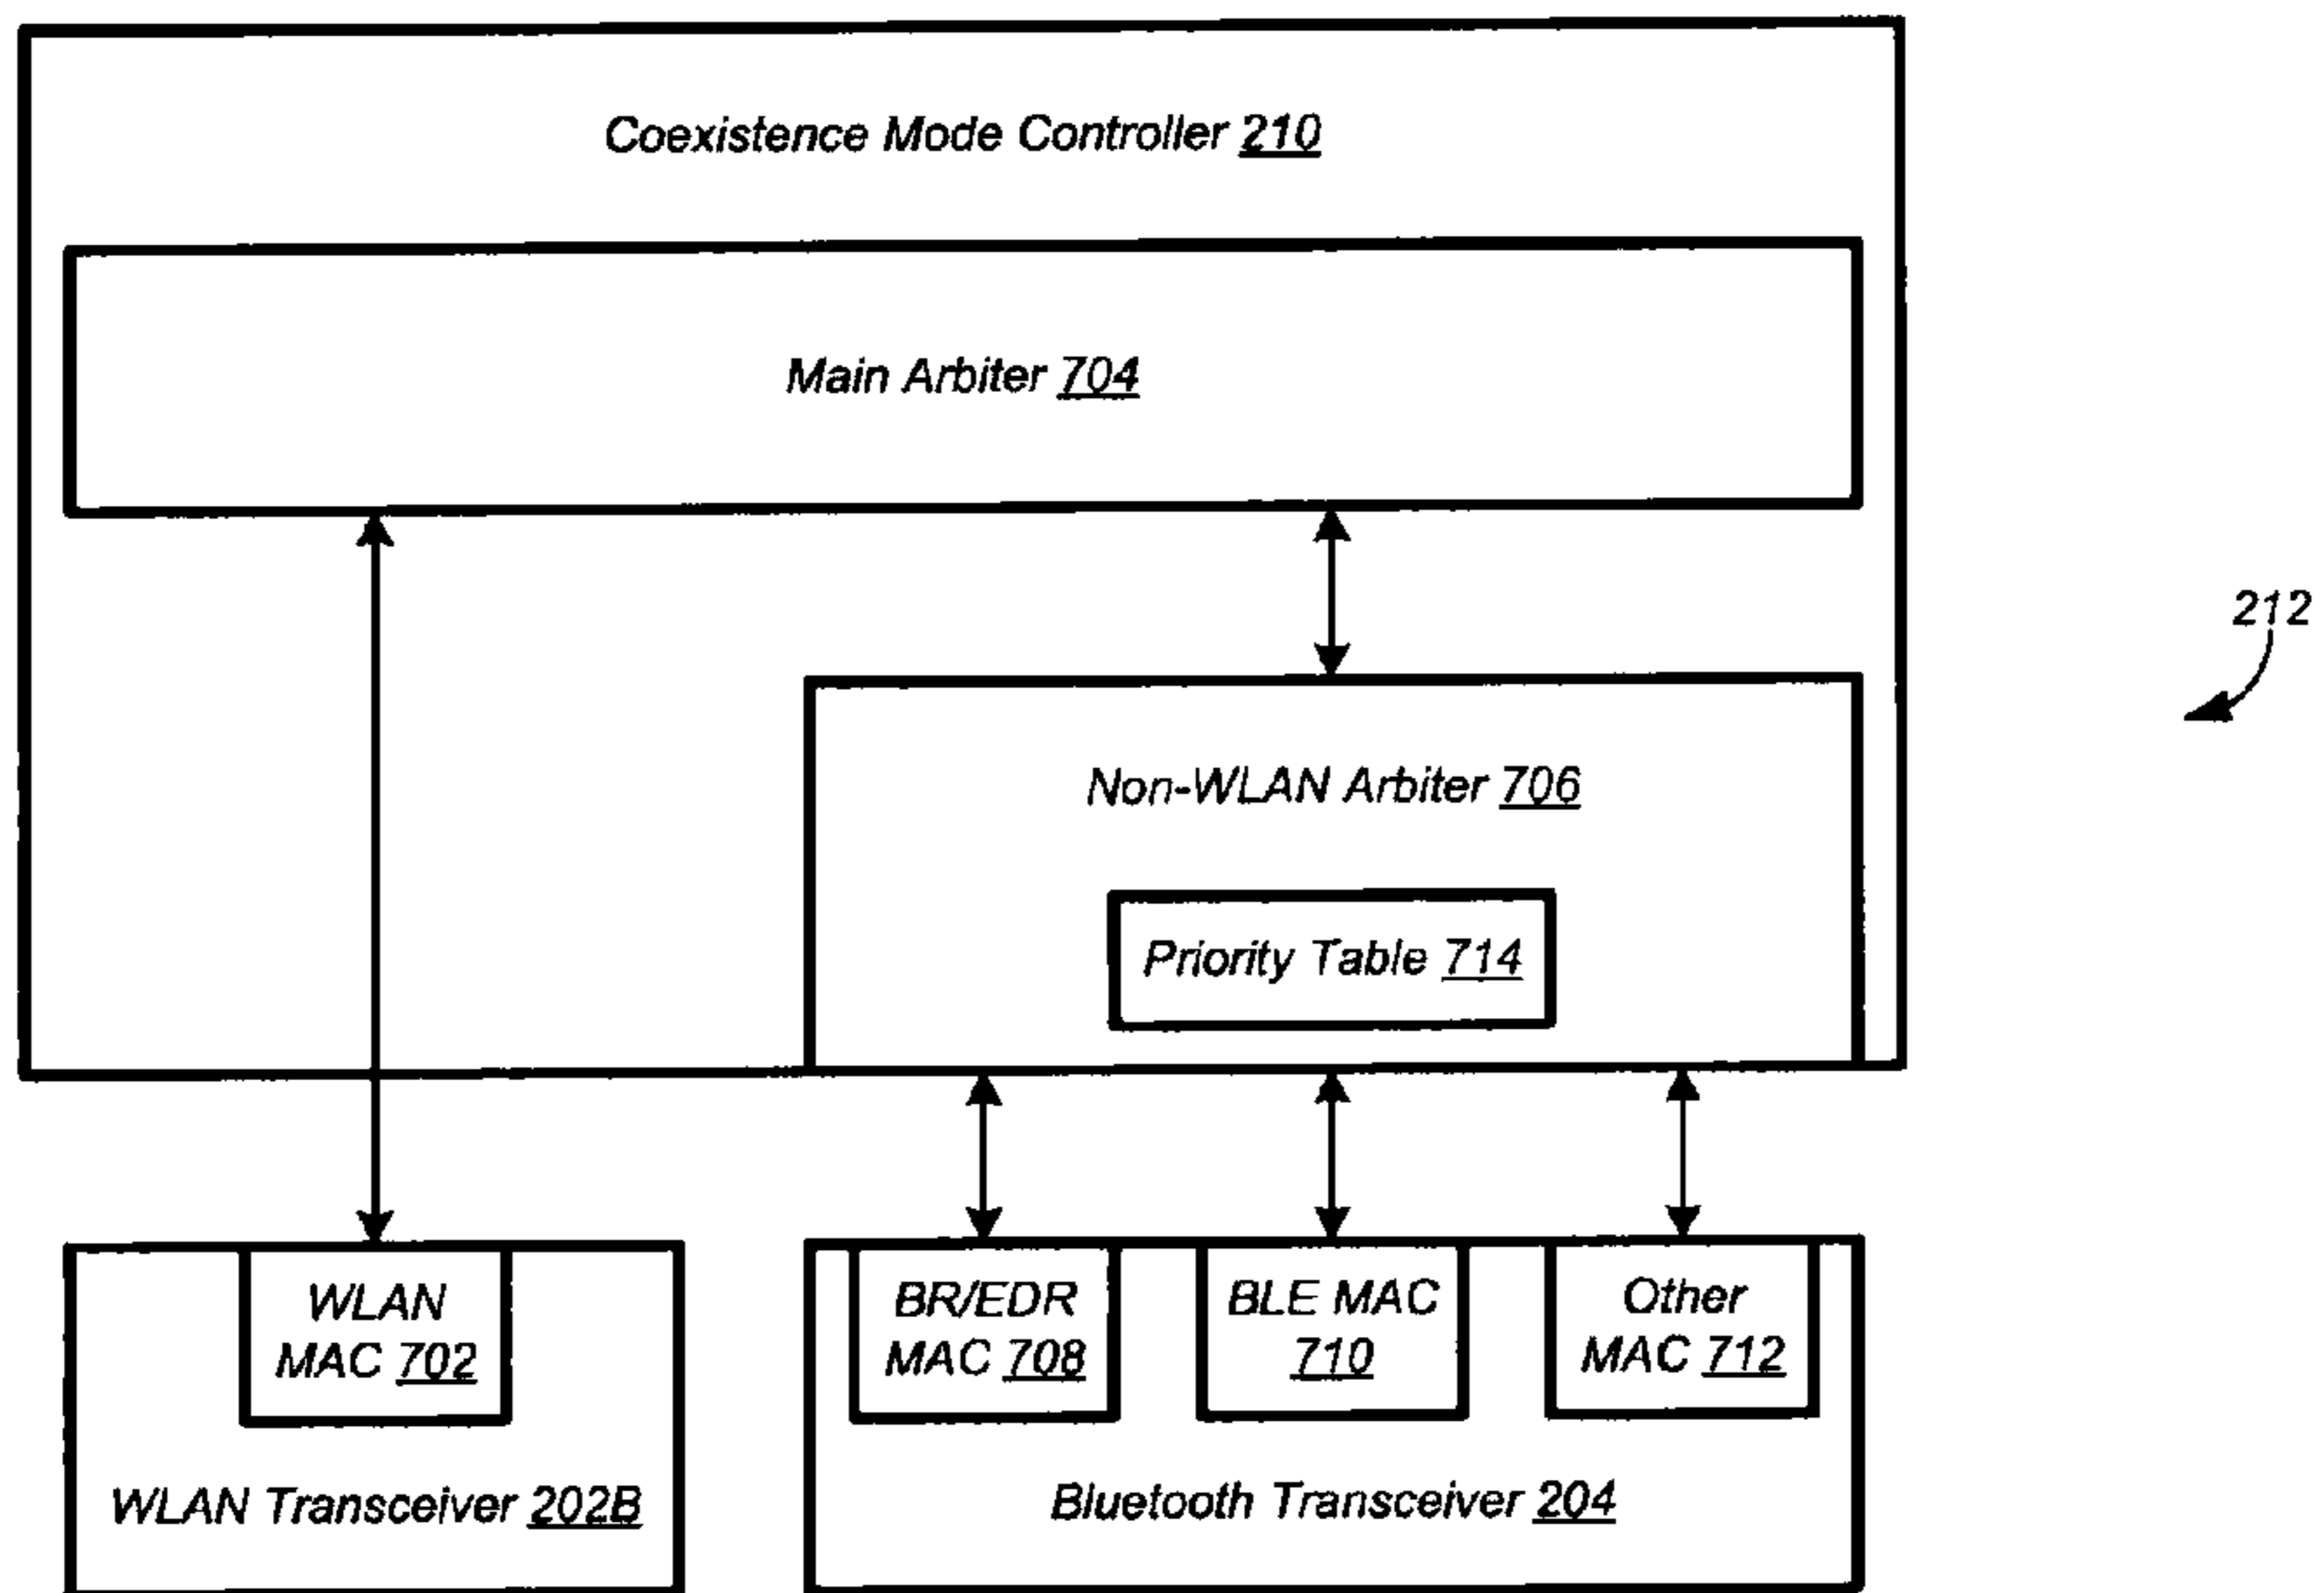 Coexistence Mode Controller 210
Main Arbiter 704
212
Non-WLAN Arbiter 706
Priority Table 714
WLAN
MAC 702
BR/EDR
MAC 708
BLE MAC
710
Other
MAC 712
WLAN Transceiver 202B
Bluetooth Transceiver 204